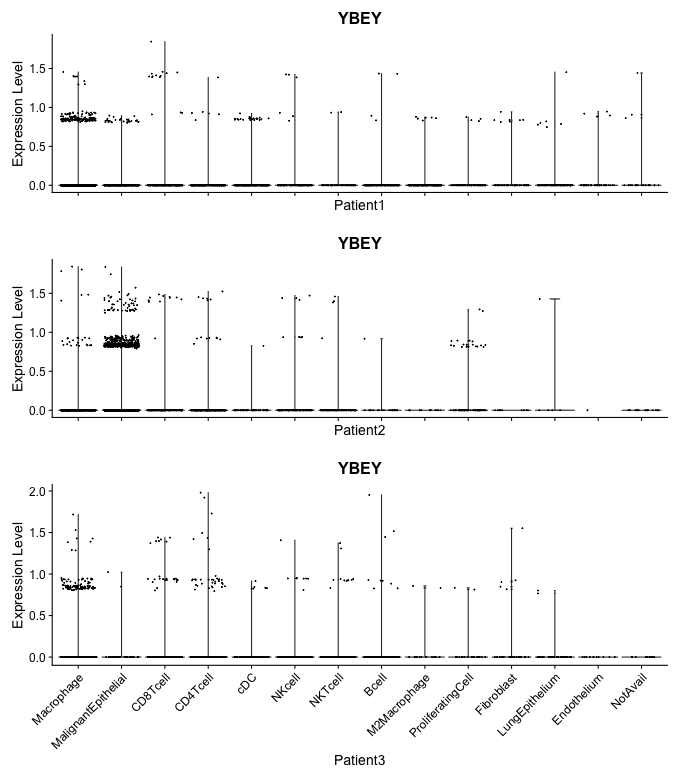 YBEY
Expression Level
1.5
1.0
0.5
0.0
Patient1
YBEY
Expression Level
1.5
1.0
0.5
0.0
Patient2
YBEY
Expression Level
2.0
1.5
1.0
0.5
0.0
Macrophage
MalignantEpithelial
CD8Tcell
CD4Tcell
cDC
NKcell
NKTcell
Bcell
M2Macrophage
ProliferatingCell
Fibroblast
LungEpithelium
Endothelium
NotAvail
Patient3